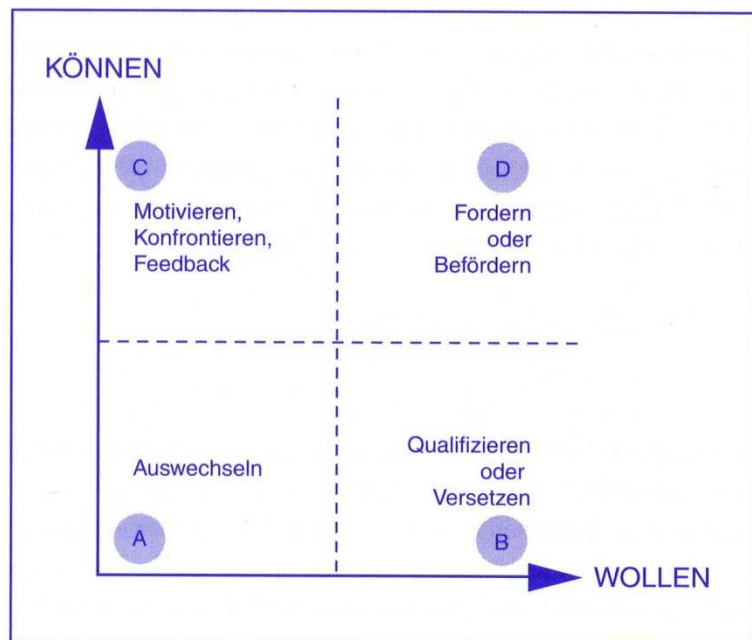 KÖNNEN
C
Motivieren,
Konfrontieren,
Feedback
D
Fordern
oder
Befördern
Auswechseln
A
Qualifizieren
oder
Versetzen
B
WOLLEN